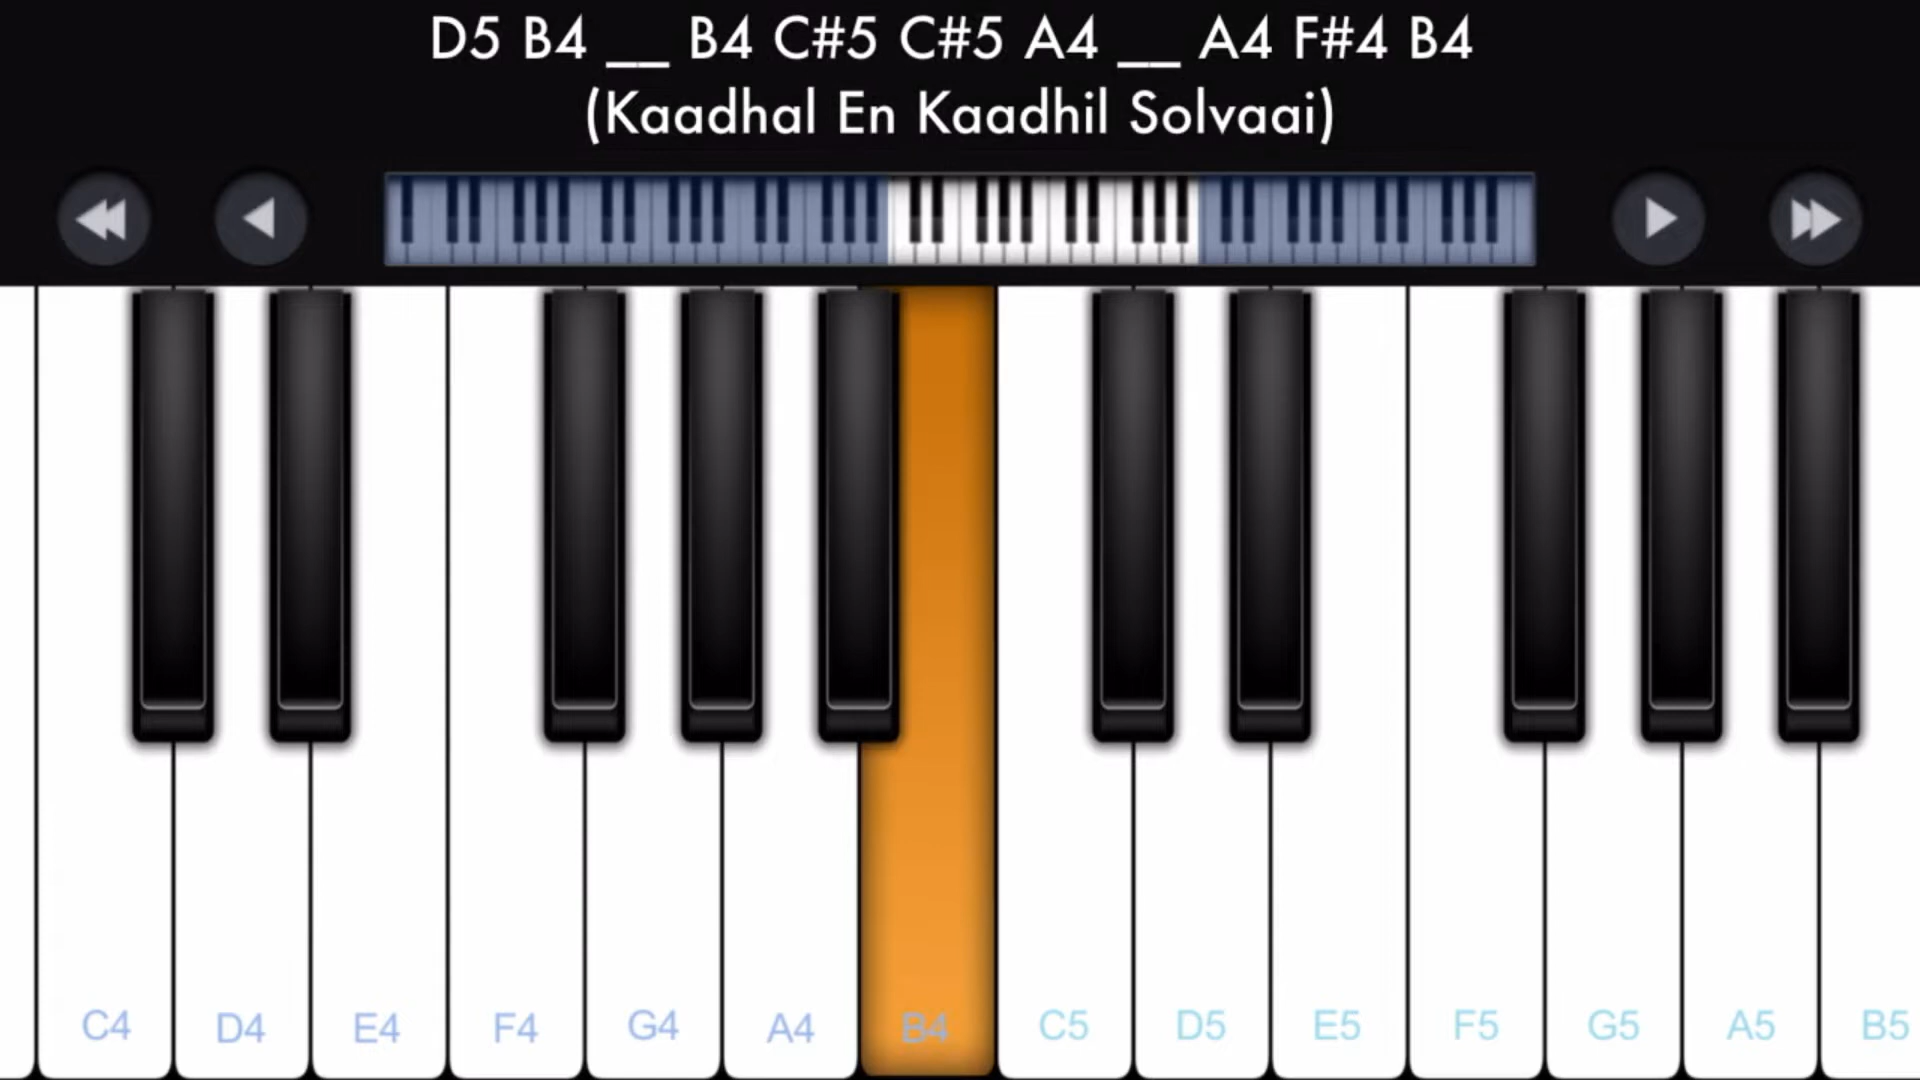 D5 B4 __ B4 C#5 C#5 A4 __ A4 F#4 B4
(Kaadhal En Kaadhil Solvaai)
C4 D4 E4 F4 G4 A4 B4 C5 D5 E5 F5 G5 A5 B5